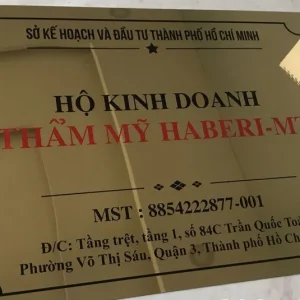 SỞ KẾ HOẠCH VÀ ĐẦU TƯ THÀNH PHỐ HỒ CHÍ MINH
HỘ KINH DOANH
THẨM MỸ HABERI-M
MST : 8854222877-001
Đ/C: Tầng trệt, tầng 1, số 84C Trần Quốc Toả
Phường Võ Thị Sáu, Quận 3, Thành phố Hồ Ch